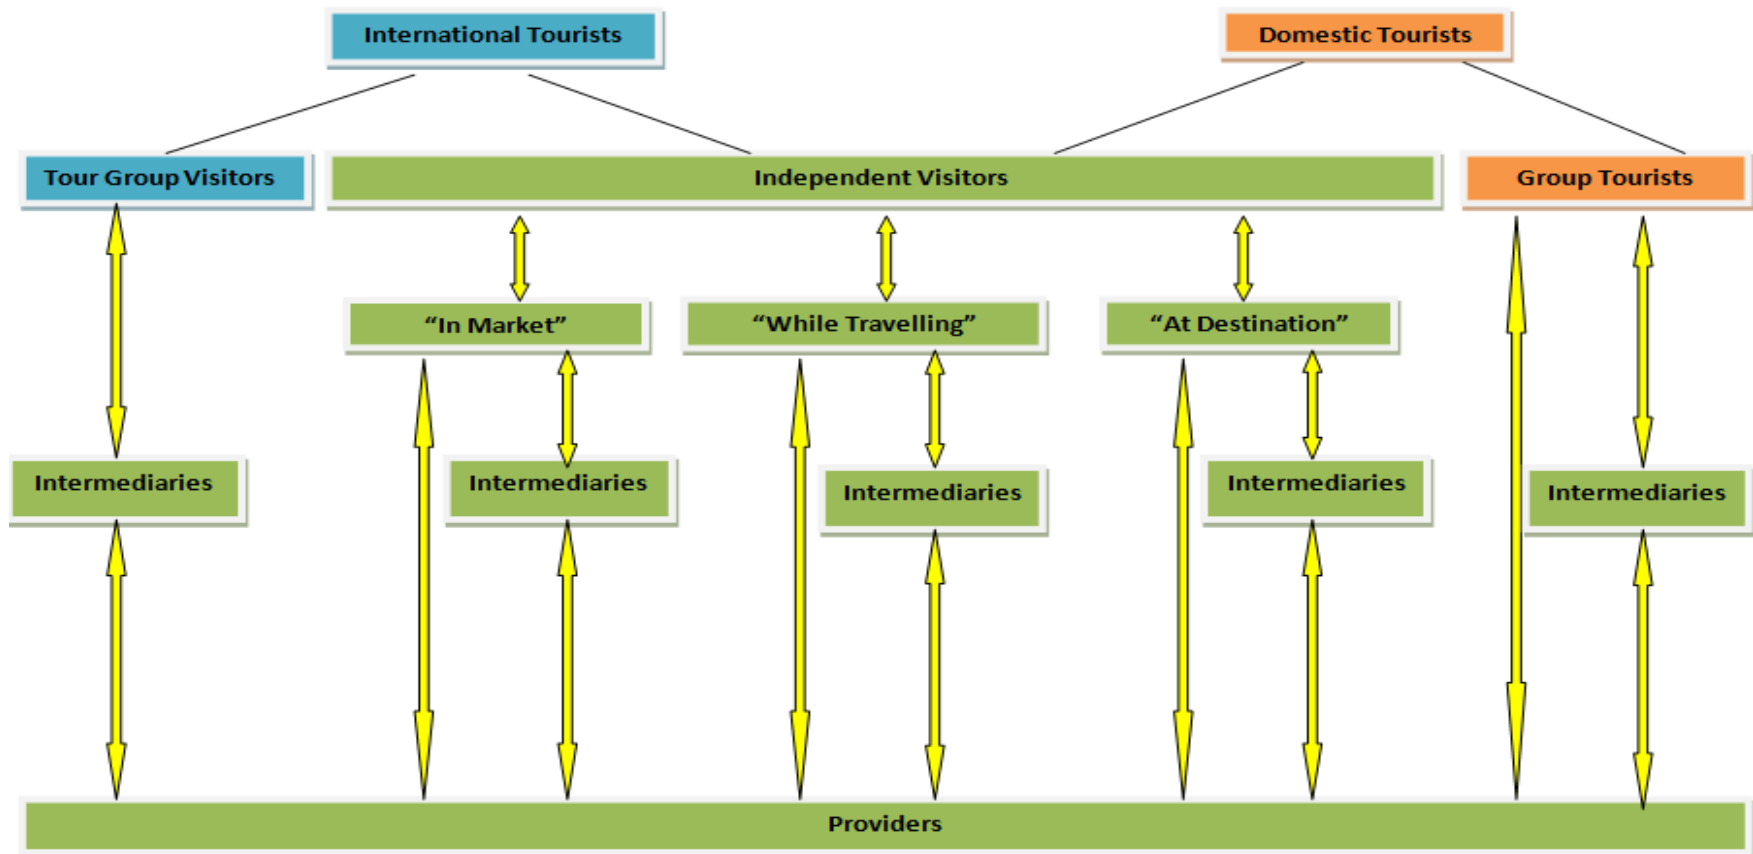 International Tourists
Domestic Tourists
Tour Group Visitors
Independent Visitors
Group Tourists
“In Market”
“While Travelling”
“At Destination”
Intermediaries
Intermediaries
Intermediaries
Intermediaries
Intermediaries
Providers